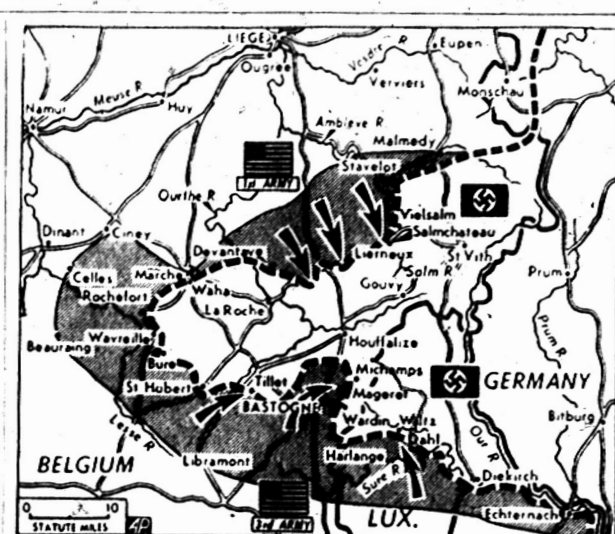 LIEGE
Ougree
Vesdre R
Eupen
Verviers
Monschau
Meuse R.
Huy
Namur
Ambleve R.
Malmedy
Stavelot
1st ARMY
Ourthe R
Vielsalm
Salmchateau
Dinant
Ciney
Devantave
Lierneux
St Vith
Salm R
Prum
Celles
Marche
Waha
Gouvy
Rochefort
La Roche
Prum R
Beauraing
Wavreille
Houffalize
Bure
Michamps
St Hubert
Tillet
Mageret
GERMANY
BASTOGNE
Wardin
Wiltz
Bitburg
Lesse R
Dahl
Our R
Libramont
Harlange
Sure R
BELGIUM
Diekirch
Echternach
0 10
STATUTE MILES
AP
3rd ARMY
LUX.